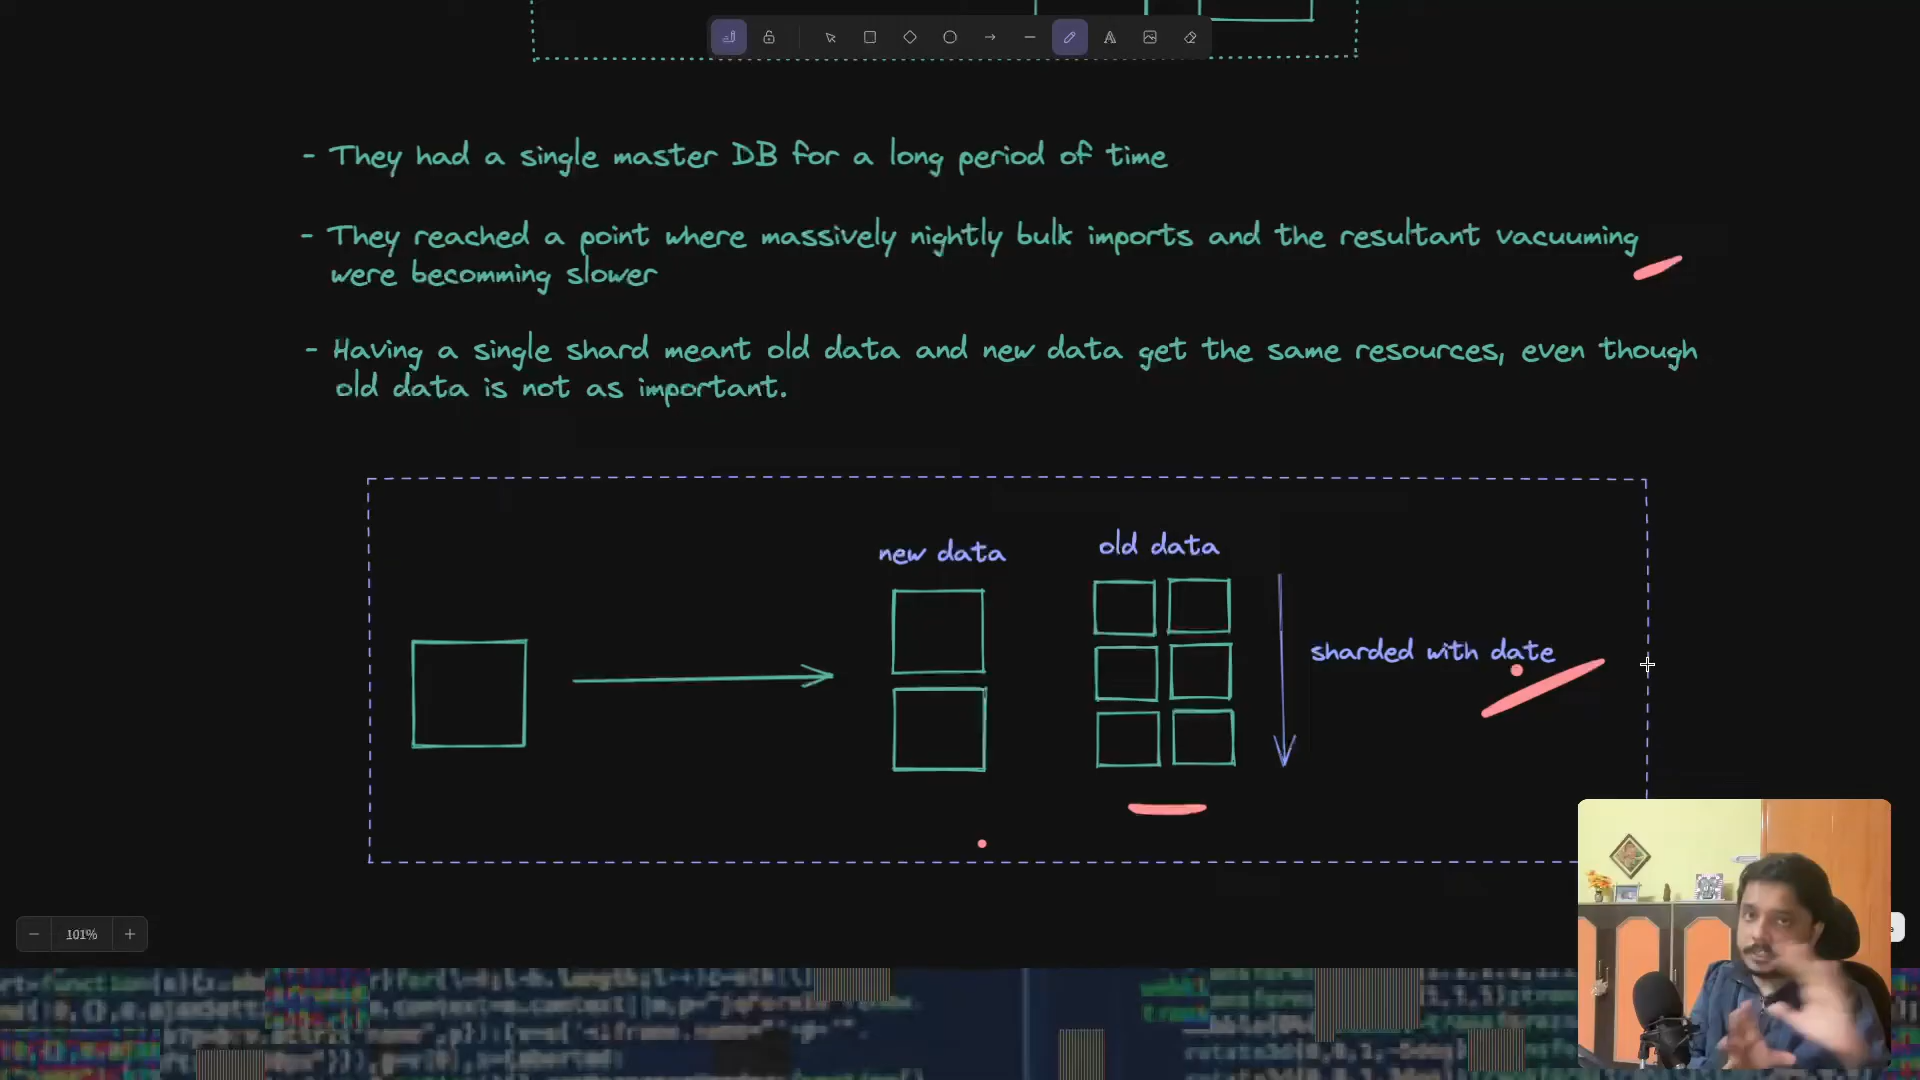 - They had a single master DB for a long period of time
- They reached a point where massively nightly bulk imports and the resultant vacuuming
were becomming slower
- Having a single shard meant old data and new data get the same resources, even though
old data is not as important.
new data
old data
sharded with date
101%